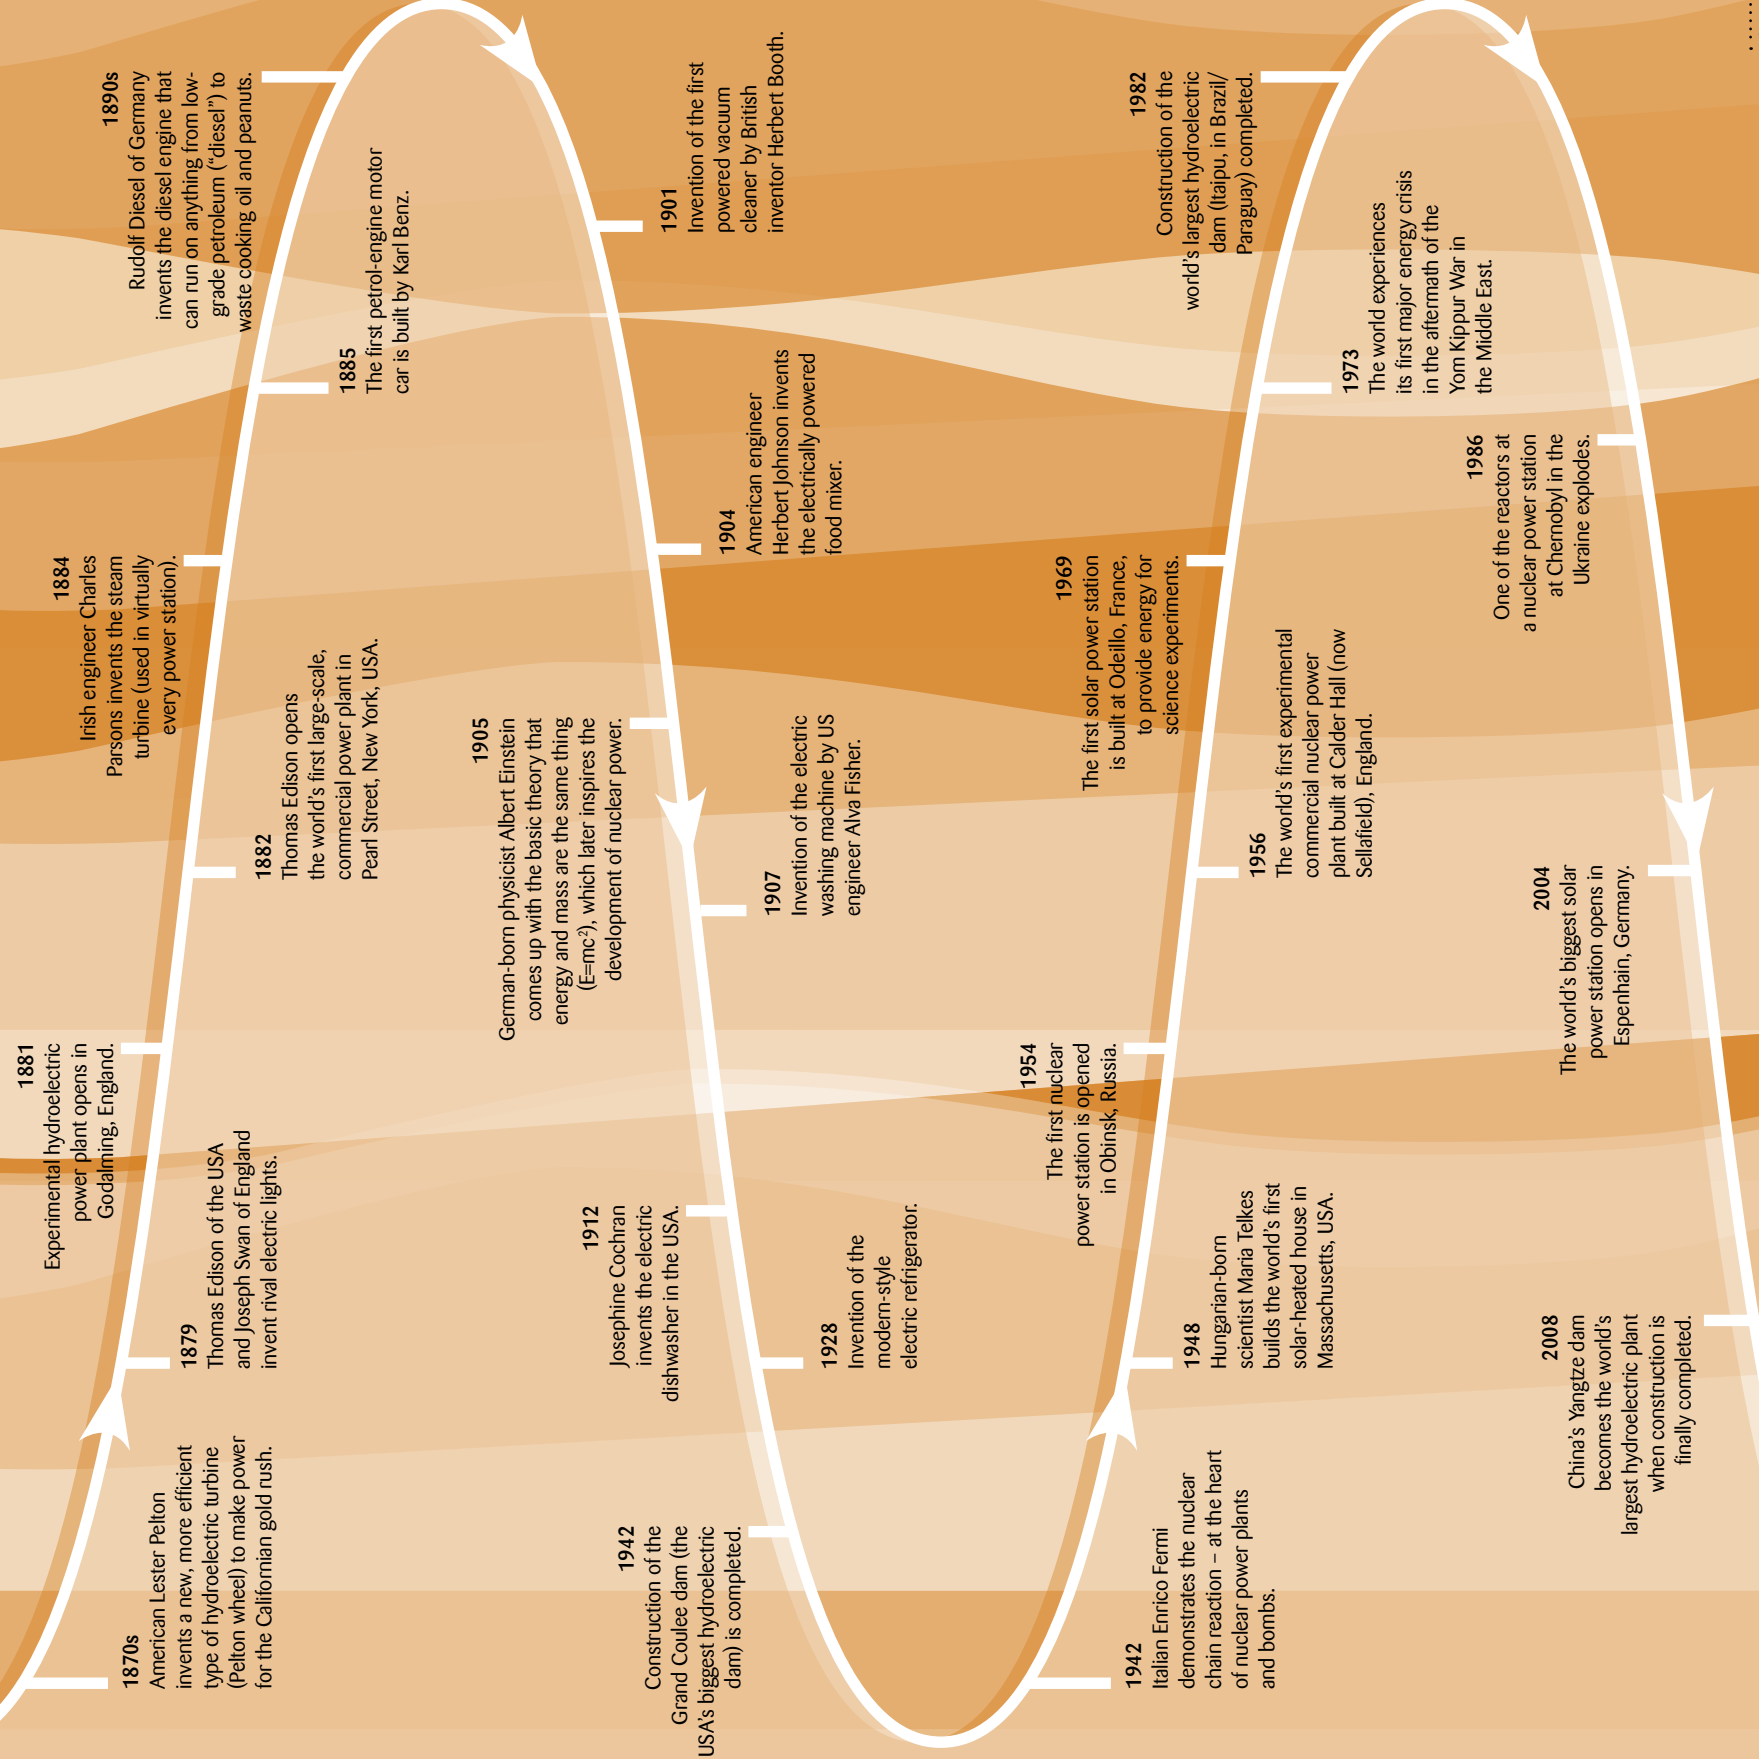 1870s
American Lester Pelton
invents a new, more efficient
type of hydroelectric turbine
(Pelton wheel) to make power
for the Californian gold rush.
1879
Thomas Edison of the USA
and Joseph Swan of England
invent rival electric lights.
1881
Experimental hydroelectric
power plant opens in
Godalming, England.
1882
Thomas Edison opens
the world's first large-scale,
commercial power plant in
Pearl Street, New York, USA.
1884
Irish engineer Charles
Parsons invents the steam
turbine (used in virtually
every power station).
1885
The first petrol-engine motor
car is built by Karl Benz.
1890s
Rudolf Diesel of Germany
invents the diesel engine that
can run on anything from low-
grade petroleum (“diesel”) to
waste cooking oil and peanuts.
1901
Invention of the first
powered vacuum
cleaner by British
inventor Herbert Booth.
1904
American engineer
Herbert Johnson invents
the electrically powered
food mixer.
1905
German-born physicist Albert Einstein
comes up with the basic theory that
energy and mass are the same thing
(E=mc²), which later inspires the
development of nuclear power.
1907
Invention of the electric
washing machine by US
engineer Alva Fisher.
1912
Josephine Cochran
invents the electric
dishwasher in the USA.
1928
Invention of the
modern-style
electric refrigerator.
1942
Construction of the
Grand Coulee dam (the
USA's biggest hydroelectric
dam) is completed.
1942
Italian Enrico Fermi
demonstrates the nuclear
chain reaction – at the heart
of nuclear power plants
and bombs.
1948
Hungarian-born
scientist Maria Telkes
builds the world's first
solar-heated house in
Massachusetts, USA.
1954
The first nuclear
power station is opened
in Obinsk, Russia.
1956
The world's first experimental
commercial nuclear power
plant built at Calder Hall (now
Sellafield), England.
1969
The first solar power station
is built at Odeillo, France,
to provide energy for
science experiments.
1973
The world experiences
its first major energy crisis
in the aftermath of the
Yom Kippur War in
the Middle East.
1982
Construction of the
world's largest hydroelectric
dam (Itaipu, in Brazil/
Paraguay) completed.
1986
One of the reactors at
a nuclear power station
at Chernobyl in the
Ukraine explodes.
2004
The world's biggest solar
power station opens in
Espenhain, Germany.
2008
China's Yangtze dam
becomes the world's
largest hydroelectric plant
when construction is
finally completed.